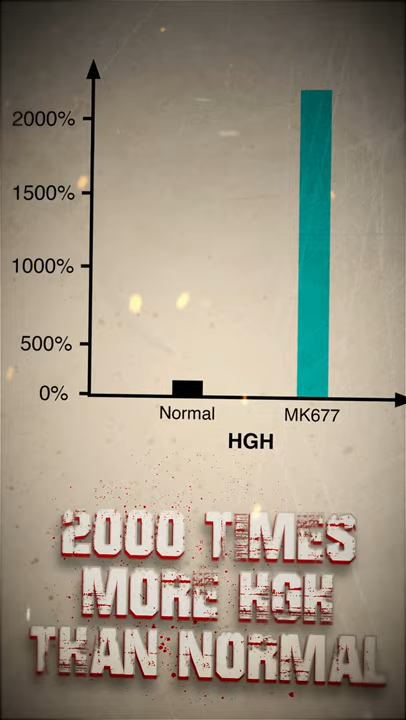 2000%
1500%
1000%
500%
0%
Normal
MK677
HGH
2000 TIMES
MORE HGH
THAN NORMAL